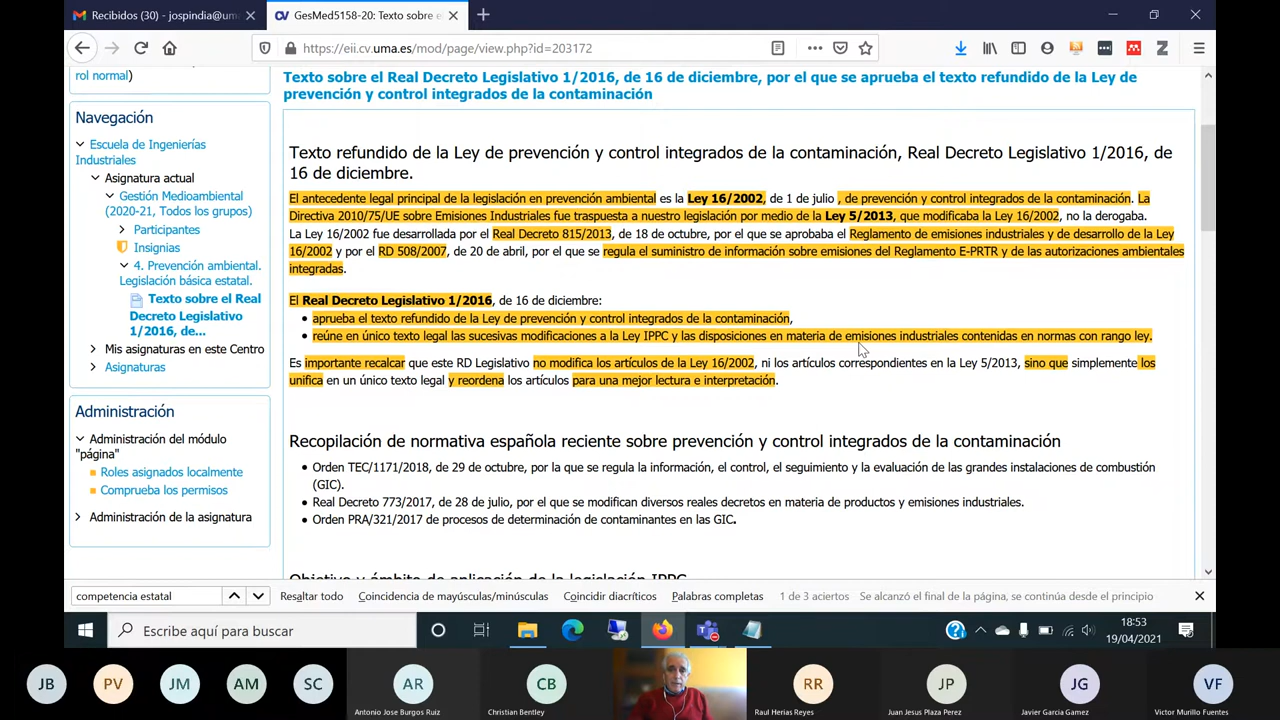 Recibidos (30) - jospindia@um
GesMed5158-20: Texto sobre e
https://eii.cv.uma.es/mod/page/view.php?id=203172
rol normal)
Navegación
Escuela de Ingenierías
Industriales
Asignatura actual
Gestión Medioambiental
(2020-21, Todos los grupos)
Participantes
Insignias
4. Prevención ambiental.
Legislación básica estatal.
Texto sobre el Real
Decreto Legislativo
1/2016, de...
Mis asignaturas en este Centro
Asignaturas
Administración
Administración del módulo
"página"
Roles asignados localmente
Comprueba los permisos
Administración de la asignatura
Texto sobre el Real Decreto Legislativo 1/2016, de 16 de diciembre, por el que se aprueba el texto refundido de la Ley de
prevención y control integrados de la contaminación
Texto refundido de la Ley de prevención y control integrados de la contaminación, Real Decreto Legislativo 1/2016, de
16 de diciembre.
El antecedente legal principal de la legislación en prevención ambiental es la Ley 16/2002, de 1 de julio , de prevención y control integrados de la contaminación. La
Directiva 2010/75/UE sobre Emisiones Industriales fue traspuesta a nuestro legislación por medio de la Ley 5/2013, que modificaba la Ley 16/2002, no la derogaba.
La Ley 16/2002 fue desarrollada por el Real Decreto 815/2013, de 18 de octubre, por el que se aprobaba el Reglamento de emisiones industriales y de desarrollo de la Ley
16/2002 y por el RD 508/2007, de 20 de abril, por el que se regula el suministro de información sobre emisiones del Reglamento E-PRTR y de las autorizaciones ambientales
integradas.
El Real Decreto Legislativo 1/2016, de 16 de diciembre:
• aprueba el texto refundido de la Ley de prevención y control integrados de la contaminación,
• reúne en único texto legal las sucesivas modificaciones a la Ley IPPC y las disposiciones en materia de emisiones industriales contenidas en normas con rango ley.
Es importante recalcar que este RD Legislativo no modifica los artículos de la Ley 16/2002, ni los artículos correspondientes en la Ley 5/2013, sino que simplemente los
unifica en un único texto legal y reordena los artículos para una mejor lectura e interpretación.
Recopilación de normativa española reciente sobre prevención y control integrados de la contaminación
• Orden TEC/1171/2018, de 29 de octubre, por la que se regula la información, el control, el seguimiento y la evaluación de las grandes instalaciones de combustión
(GIC).
• Real Decreto 773/2017, de 28 de julio, por el que se modifican diversos reales decretos en materia de productos y emisiones industriales.
• Orden PRA/321/2017 de procesos de determinación de contaminantes en las GIC.
Objetivo y ámbito de aplicación de la legislación IPPC
competencia estatal
Resaltar todo
Coincidencia de mayúsculas/minúsculas
Coincidir diacríticos
Palabras completas
1 de 3 aciertos
Se alcanzó el final de la página, se continúa desde el principio
Escribe aquí para buscar
18:53
19/04/2021
JB
PV
JM
AM
SC
AR
CB
RR
JP
JG
VF
Antonio Jose Burgos Ruiz
Christian Bentley
Raul Herias Reyes
Juan Jesus Plaza Perez
Javier Garcia Gamez
Victor Murillo Fuentes